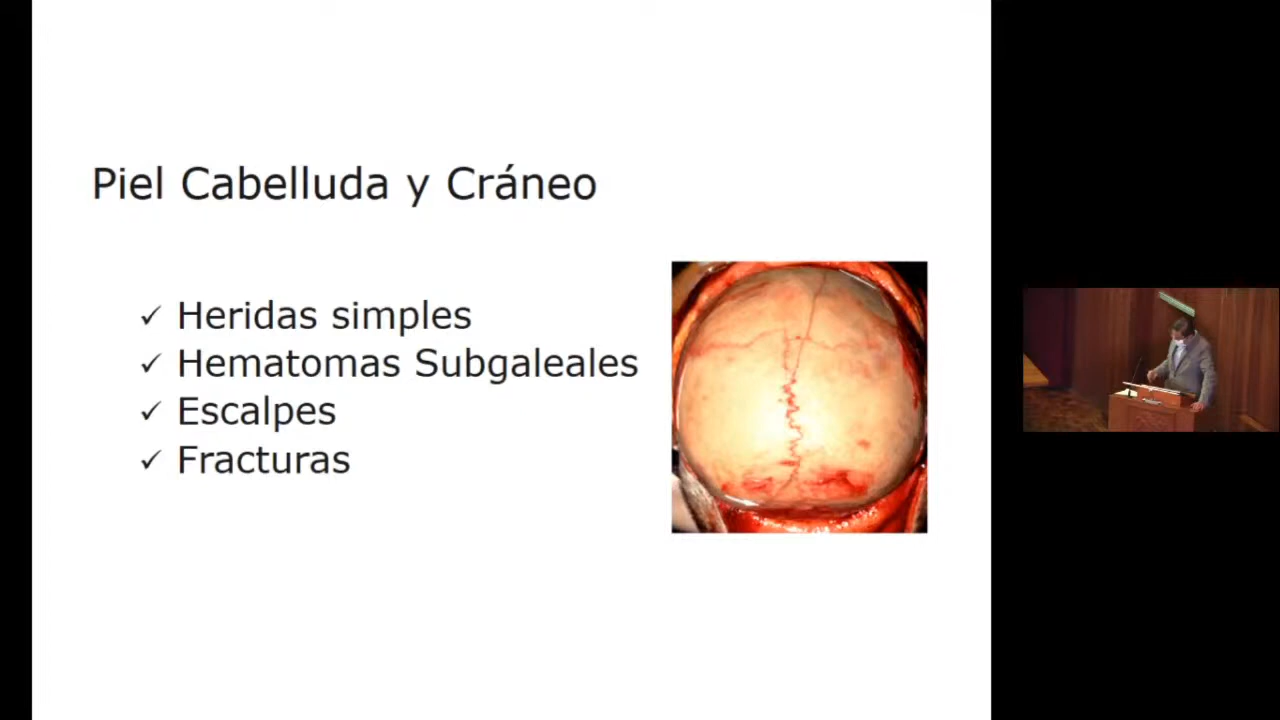 Piel Cabelluda y Cráneo
✓ Heridas simples
✓ Hematomas Subgaleales
✓ Escalpes
✓ Fracturas